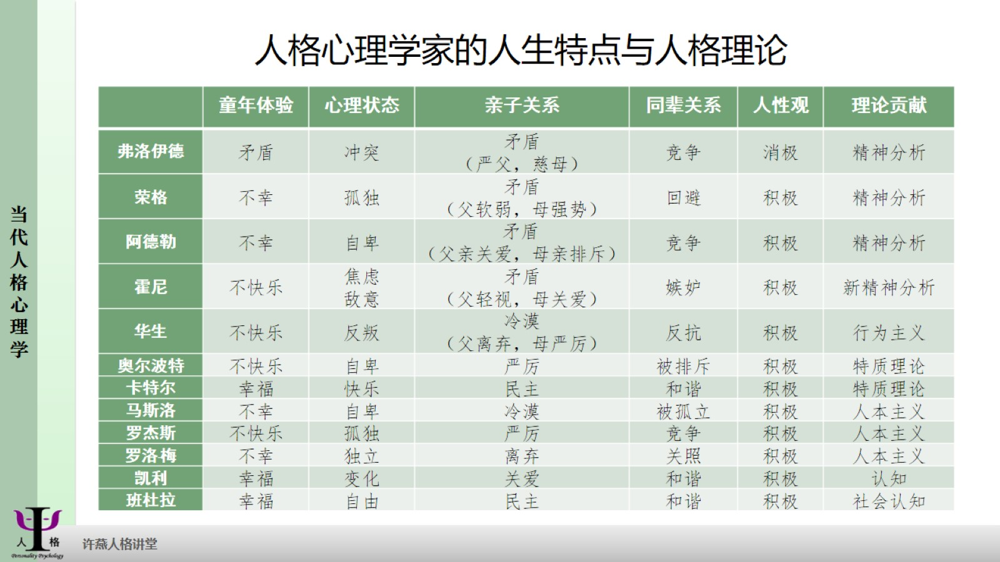 人格心理学家的人生特点与人格理论
童年体验 心理状态 亲子关系 同辈关系 人性观 理论贡献
弗洛伊德 矛盾 冲突 矛盾 竞争 消极 精神分析
（严父，慈母）
荣格 不幸 孤独 矛盾 回避 积极 精神分析
（父软弱，母强势）
阿德勒 不幸 自卑 矛盾 竞争 积极 精神分析
（父亲关爱，母亲排斥）
霍尼 不快乐 焦虑 矛盾 嫉妒 积极 新精神分析
敌意 （父轻视，母关爱）
华生 不快乐 反叛 冷漠 反抗 积极 行为主义
（父离弃，母严厉）
奥尔波特 不快乐 自卑 严厉 被排斥 积极 特质理论
卡特尔 幸福 快乐 民主 和谐 积极 特质理论
马斯洛 不幸 自卑 冷漠 被孤立 积极 人本主义
罗杰斯 不快乐 孤独 严厉 竞争 积极 人本主义
罗洛梅 不幸 独立 离弃 关照 积极 人本主义
凯利 幸福 变化 关爱 和谐 积极 认知
班杜拉 幸福 自由 民主 和谐 积极 社会认知
当代人格心理学
人 格
Personality Psychology
许燕人格讲堂